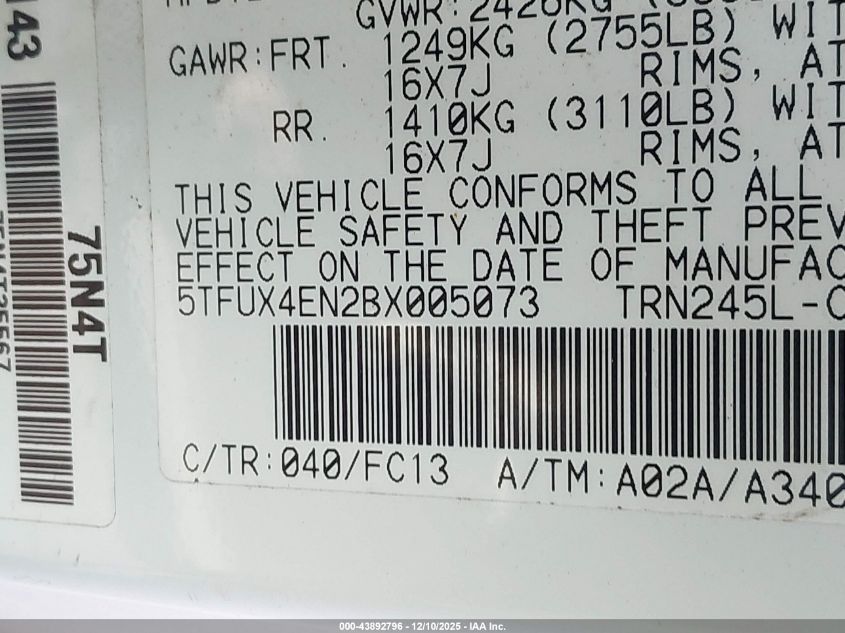 GVWR: 2420KG
GAWR: FRT. 1249KG (2755LB) WIT
16X7J RIMS, AT
RR. 1410KG (3110LB) WIT
16X7J RIMS, AT
THIS VEHICLE CONFORMS TO ALL
VEHICLE SAFETY AND THEFT PREV
EFFECT ON THE DATE OF MANUFAC
5TFUX4EN2BX005073 TRN245L-C
C/TR: 040/FC13 A/TM: A02A/A340
143
75N4T
000-43892796 - 12/10/2025 - IAA Inc.